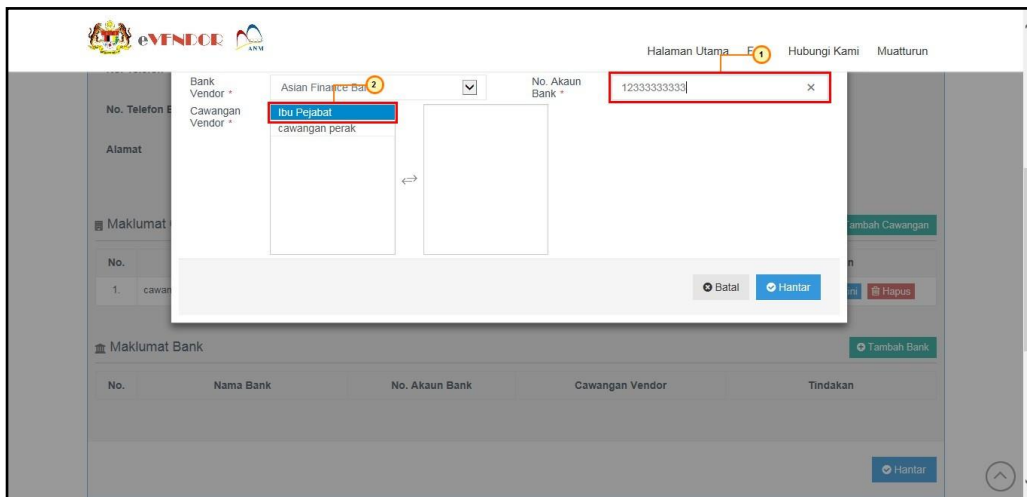 eVENDOR ANM
Halaman Utama F 1 Hubungi Kami Muatturun
Bank Vendor * Asian Finance Ba 2 No. Akaun Bank * 12333333333 ×
No. Telefon
Cawangan Vendor * Ibu Pejabat
cawangan perak
Alamat
Maklumat
Tambah Cawangan
No.
1. cawan
ini Hapus
Batal Hantar
Maklumat Bank Tambah Bank
No. Nama Bank No. Akaun Bank Cawangan Vendor Tindakan
Hantar